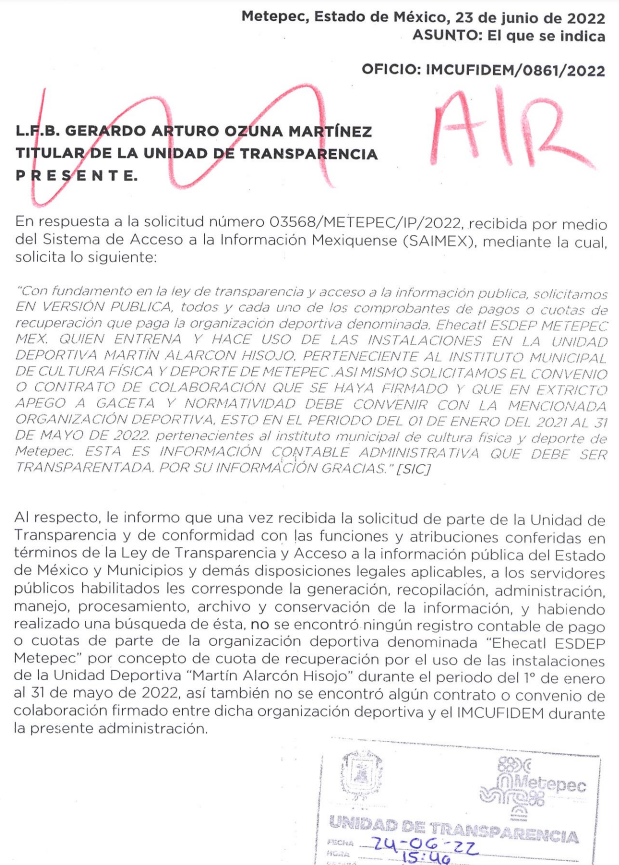 Metepec, Estado de México, 23 de junio de 2022
ASUNTO: El que se indica
OFICIO: IMCUFIDEM/0861/2022
AIR
L.F.B. GERARDO ARTURO OZUNA MARTÍNEZ
TITULAR DE LA UNIDAD DE TRANSPARENCIA
P R E S E N T E.
En respuesta a la solicitud número 03568/METEPEC/IP/2022, recibida por medio
del Sistema de Acceso a la Información Mexiquense (SAIMEX), mediante la cual,
solicita lo siguiente:
"Con fundamento en la ley de transparencia y acceso a la información publica, solicitamos
EN VERSIÓN PUBLICA, todos y cada uno de los comprobantes de pagos o cuotas de
recuperación que paga la organizacion deportiva denominada. Ehecatl ESDEP METEPEC
MEX. QUIEN ENTRENA Y HACE USO DE LAS INSTALACIONES EN LA UNIDAD
DEPORTIVA MARTÍN ALARCON HISOJO, PERTENECIENTE AL INSTITUTO MUNICIPAL
DE CULTURA FÍSICA Y DEPORTE DE METEPEC .ASI MISMO SOLICITAMOS EL CONVENIO
O CONTRATO DE COLABORACIÓN QUE SE HAYA FIRMADO Y QUE EN EXTRICTO
APEGO A GACETA Y NORMATIVIDAD DEBE CONVENIR CON LA MENCIONADA
ORGANIZACIÓN DEPORTIVA, ESTO EN EL PERIODO DEL 01 DE ENERO DEL 2021 AL 31
DE MAYO DE 2022. pertenecientes al instituto municipal de cultura fisica y deporte de
Metepec. ESTA ES INFORMACIÓN CONTABLE ADMINISTRATIVA QUE DEBE SER
TRANSPARENTADA. POR SU INFORMACIÓN GRACIAS." [SIC]
Al respecto, le informo que una vez recibida la solicitud de parte de la Unidad de
Transparencia y de conformidad con las funciones y atribuciones conferidas en
términos de la Ley de Transparencia y Acceso a la información pública del Estado
de México y Municipios y demás disposiciones legales aplicables, a los servidores
públicos habilitados les corresponde la generación, recopilación, administración,
manejo, procesamiento, archivo y conservación de la información, y habiendo
realizado una búsqueda de ésta, no se encontró ningún registro contable de pago
o cuotas de parte de la organización deportiva denominada "Ehecatl ESDEP
Metepec" por concepto de cuota de recuperación por el uso de las instalaciones
de la Unidad Deportiva "Martín Alarcón Hisojo" durante el periodo del 1° de enero
al 31 de mayo de 2022, así también no se encontró algún contrato o convenio de
colaboración firmado entre dicha organización deportiva y el IMCUFIDEM durante
la presente administración.
Metepec
UNIDAD DE TRANSPARENCIA
FECHA 24-06-22
HORA 15:40